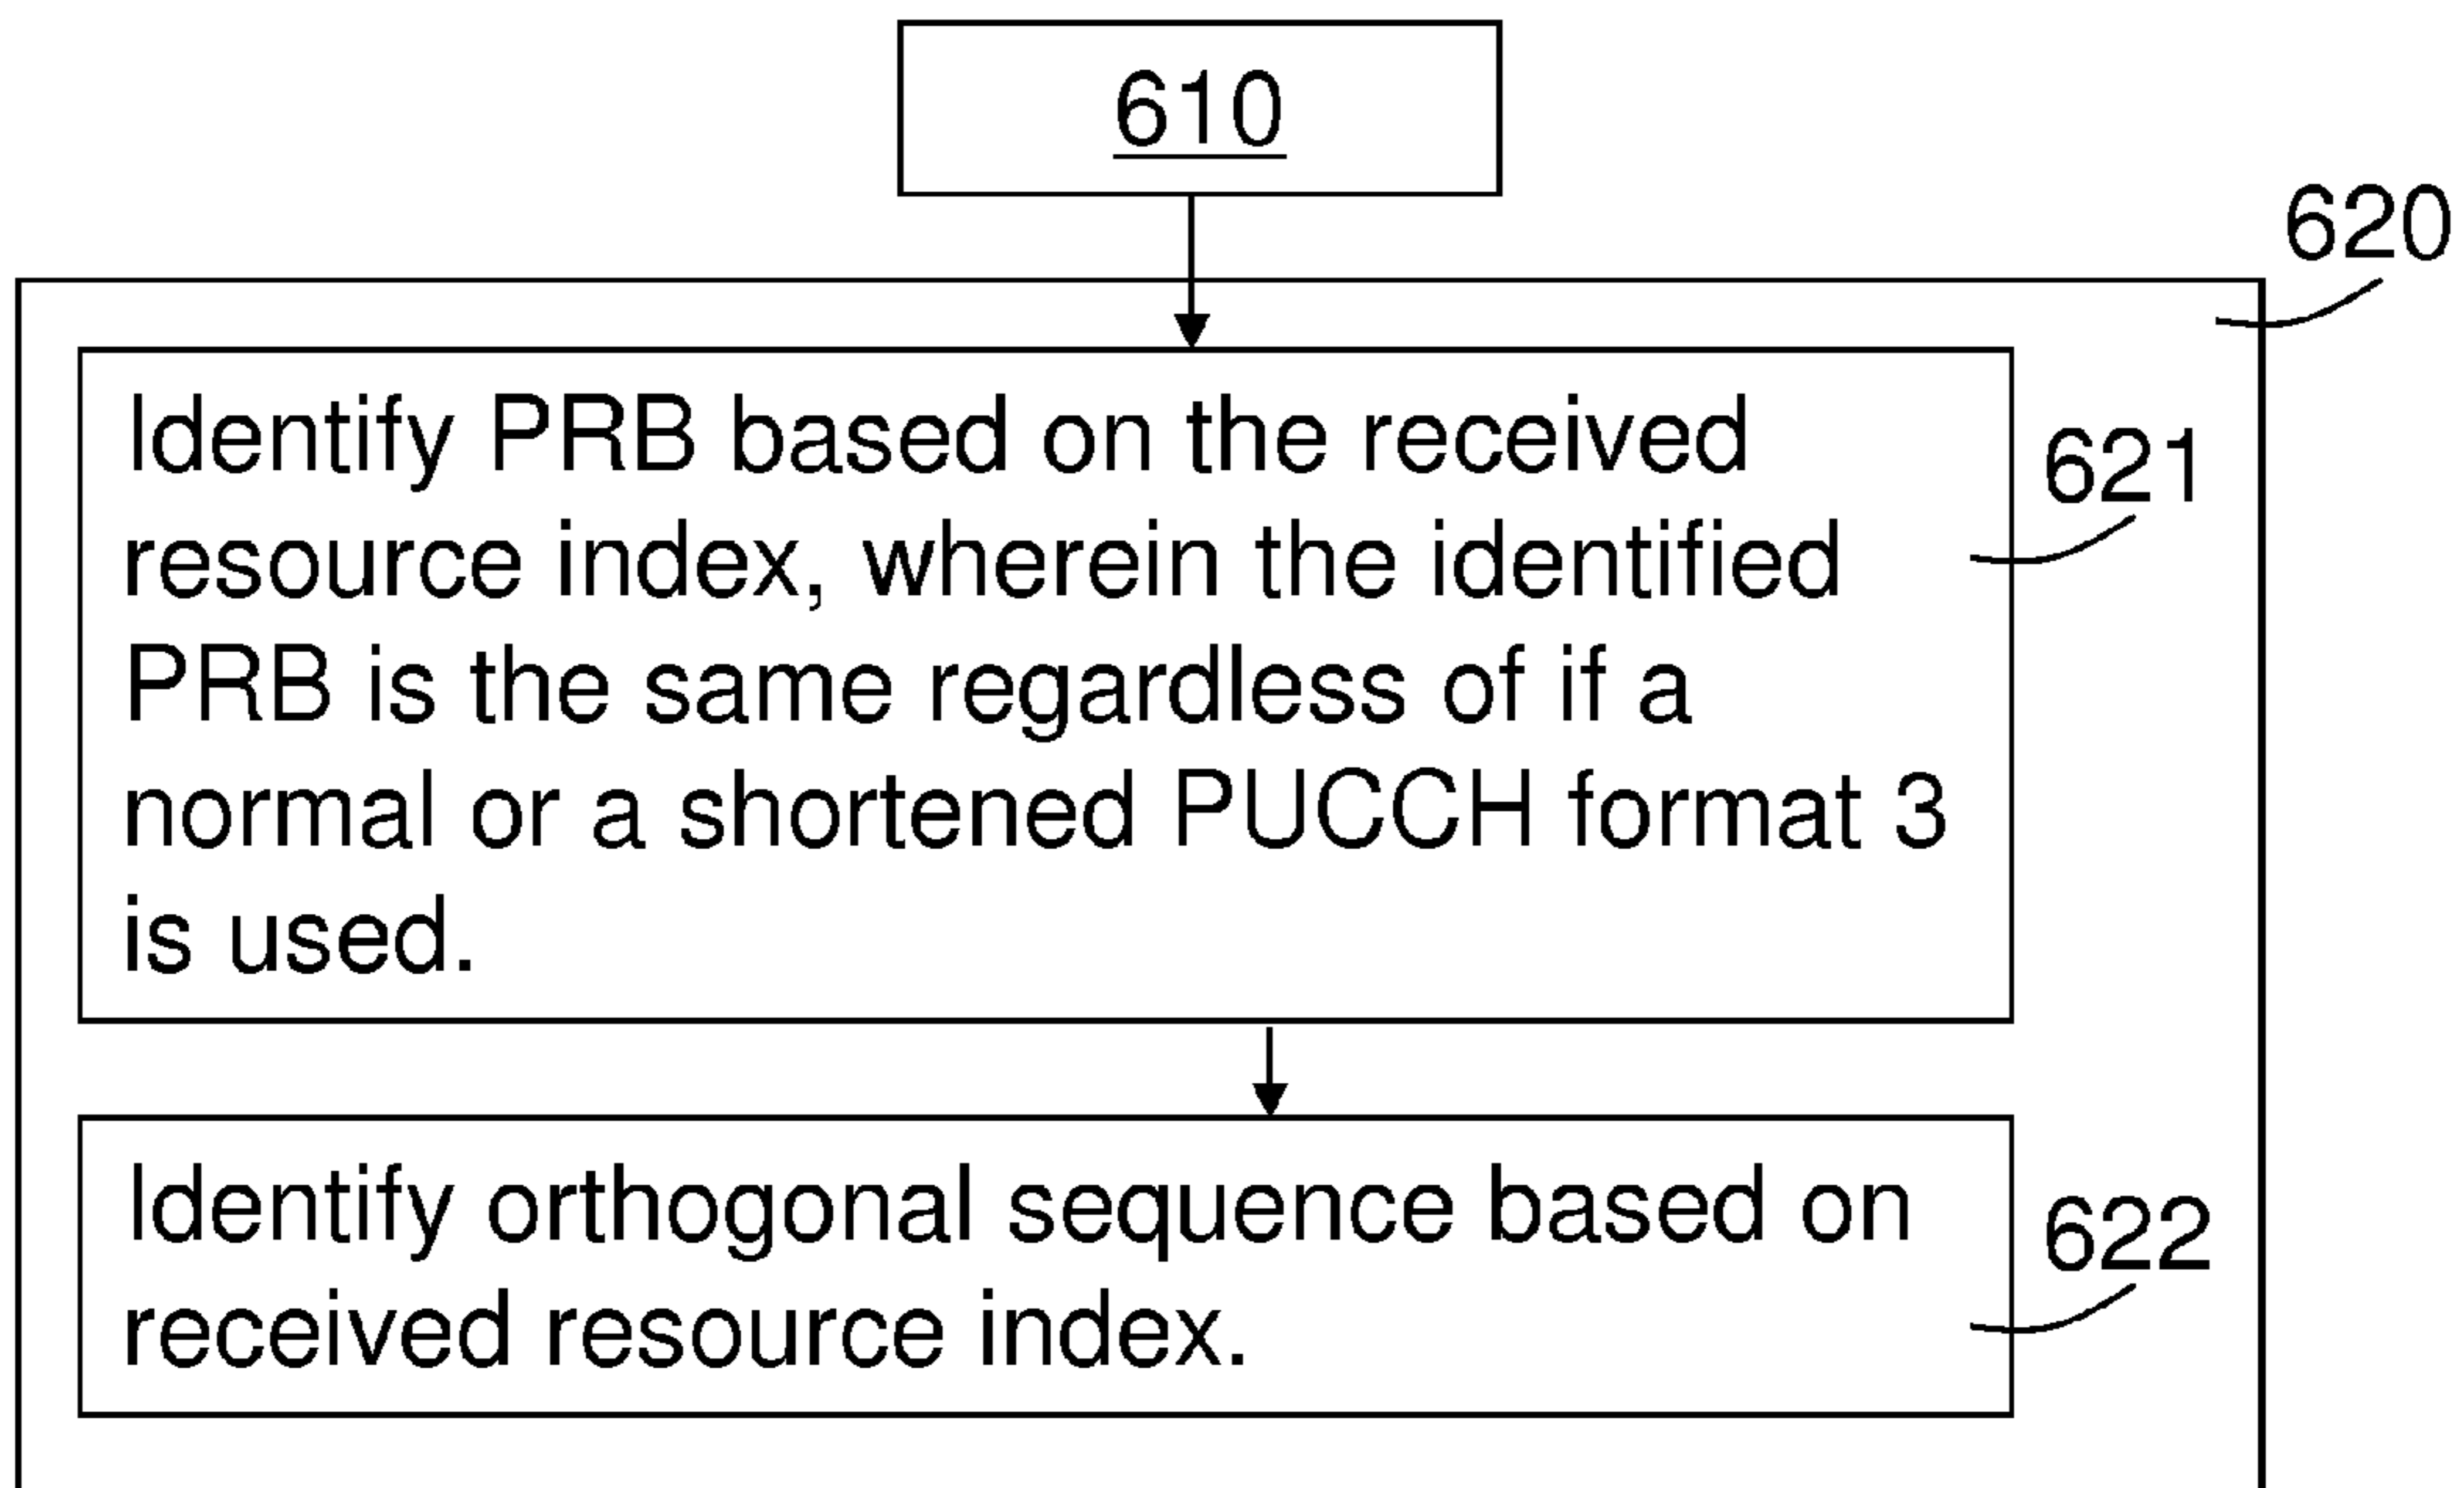 610
620
Identify PRB based on the received
resource index, wherein the identified
PRB is the same regardless of if a
normal or a shortened PUCCH format 3
is used.
621
Identify orthogonal sequence based on
received resource index.
622